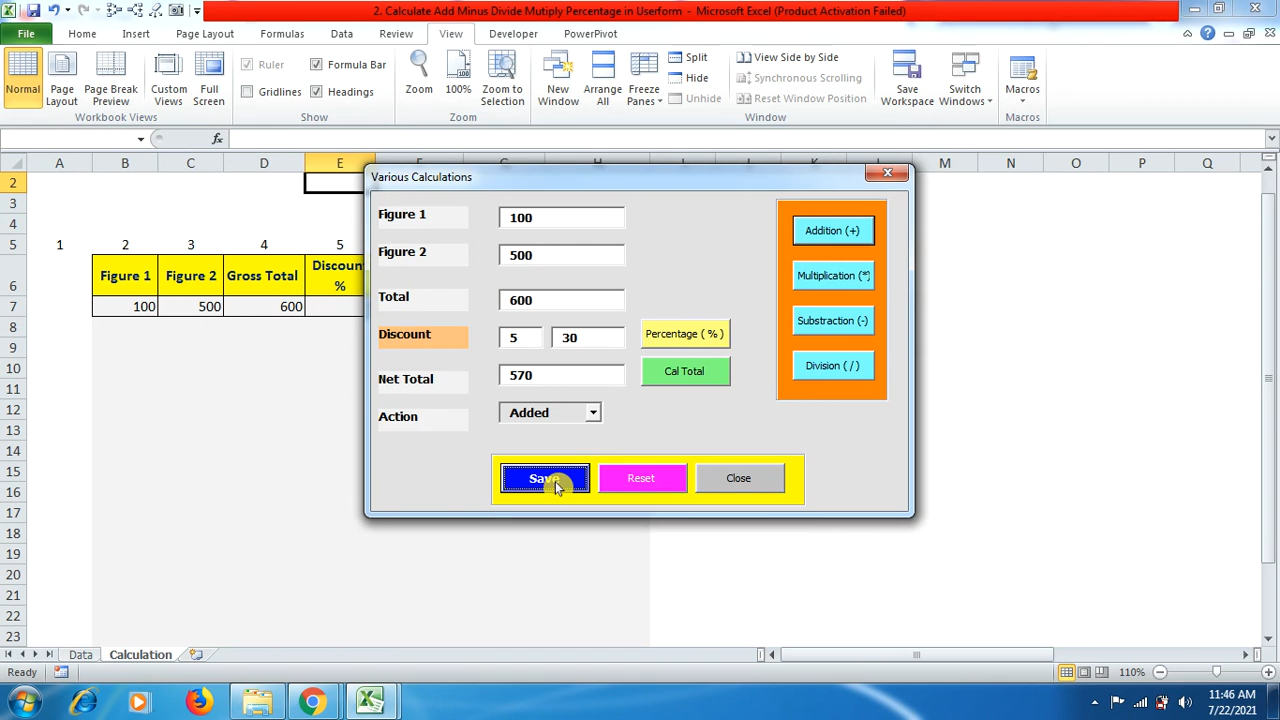 2. Calculate Add Minus Divide Mutiply Percentage in Userform - Microsoft Excel (Product Activation Failed)
File Home Insert Page Layout Formulas Data Review View Developer PowerPivot
Normal
Page Layout
Page Break Preview
Custom Views
Full Screen
Workbook Views
Ruler
Formula Bar
Gridlines
Headings
Show
Zoom
100%
Zoom to Selection
Zoom
New Window
Arrange All
Freeze Panes
Split
Hide
Unhide
View Side by Side
Synchronous Scrolling
Reset Window Position
Window
Save Workspace
Switch Windows
Macros
Macros
fx
A B C D E M N O P Q
2
3
4
5 1 2 3 4 5
6 Figure 1 Figure 2 Gross Total Discount %
7 100 500 600
8
9
10
11
12
13
14
15
16
17
18
19
20
21
22
23
Various Calculations
Figure 1 100
Figure 2 500
Total 600
Discount 5 30 Percentage ( % )
Net Total 570 Cal Total
Action Added
Addition (+)
Multiplication (*)
Substraction (-)
Division ( / )
Save Reset Close
Data Calculation
Ready 110%
11:46 AM
7/22/2021